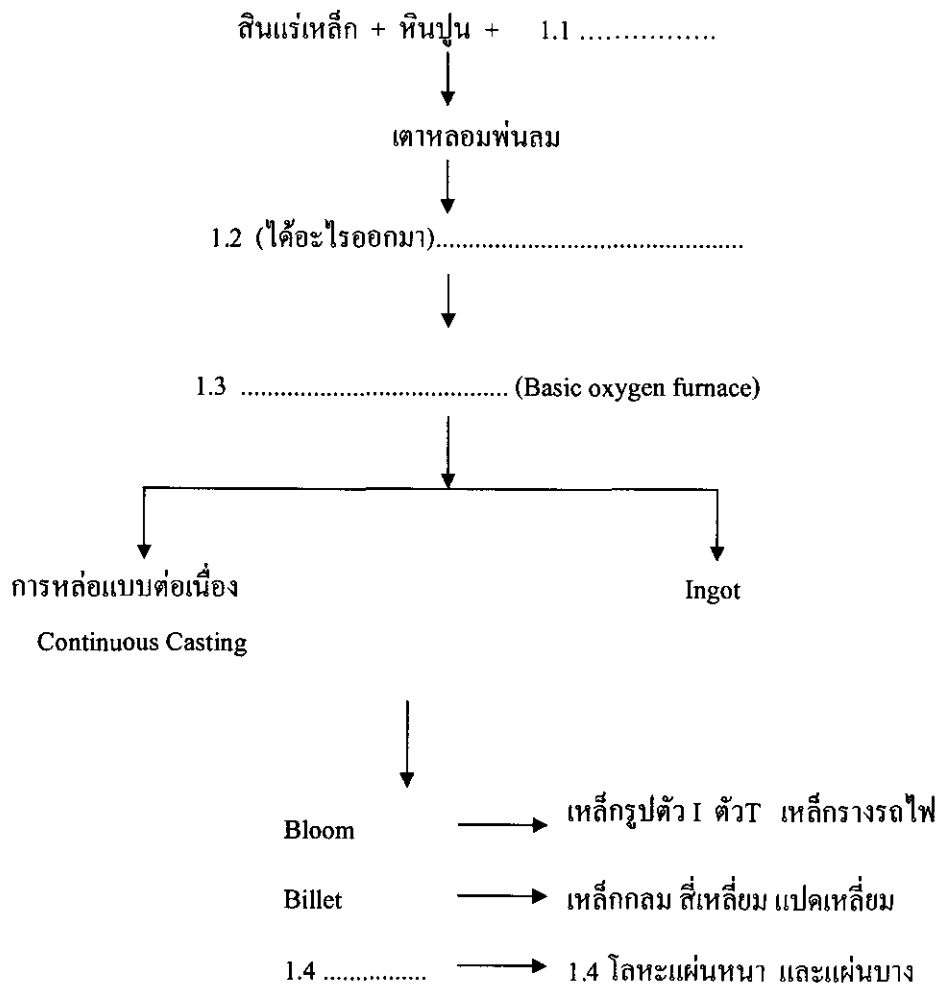 สินแร่เหล็ก + หินปูน + 1.1 ................
เตาหลอมพ่นลม
1.2 (ได้อะไรออกมา)...............................................
1.3 ........................................ (Basic oxygen furnace)
การหล่อแบบต่อเนื่อง
Continuous Casting
Ingot
Bloom เหล็กรูปตัว I ตัวT เหล็กรางรถไฟ
Billet เหล็กกลม สี่เหลี่ยม แปดเหลี่ยม
1.4 ................ 1.4 โลหะแผ่นหนา และแผ่นบาง